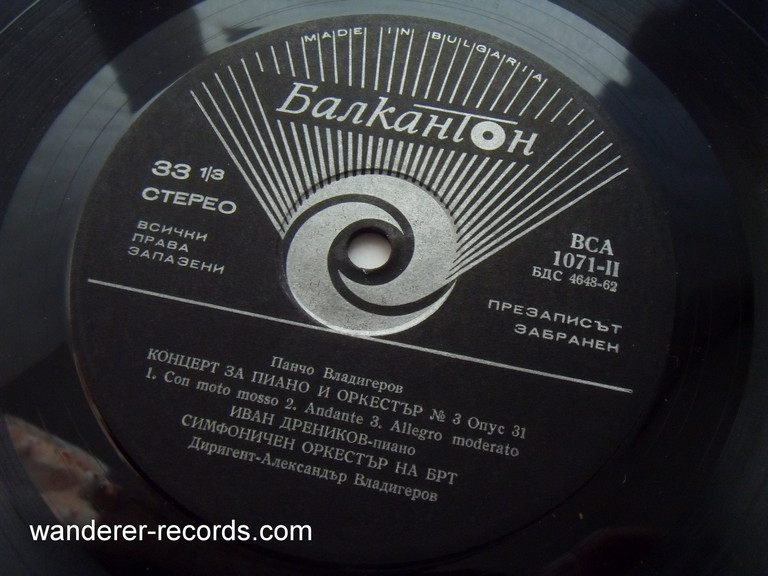 MADE IN BULGARIA
Балкантон
33 1/3
СТЕРЕО
ВСИЧКИ
ПРАВА
ЗАПАЗЕНИ
ВСА
1071-II
БДС 4648-62
ПРЕЗАПИСЪТ
ЗАБРАНЕН
Панчо Владигеров
КОНЦЕРТ ЗА ПИАНО И ОРКЕСТЪР № 3 Опус 31
1. Con moto mosso 2. Andante 3. Allegro moderato
ИВАН ДРЕНИКОВ-пиано
СИМФОНИЧЕН ОРКЕСТЪР НА БРТ
Диригент-Александър Владигеров
wanderer-records.com